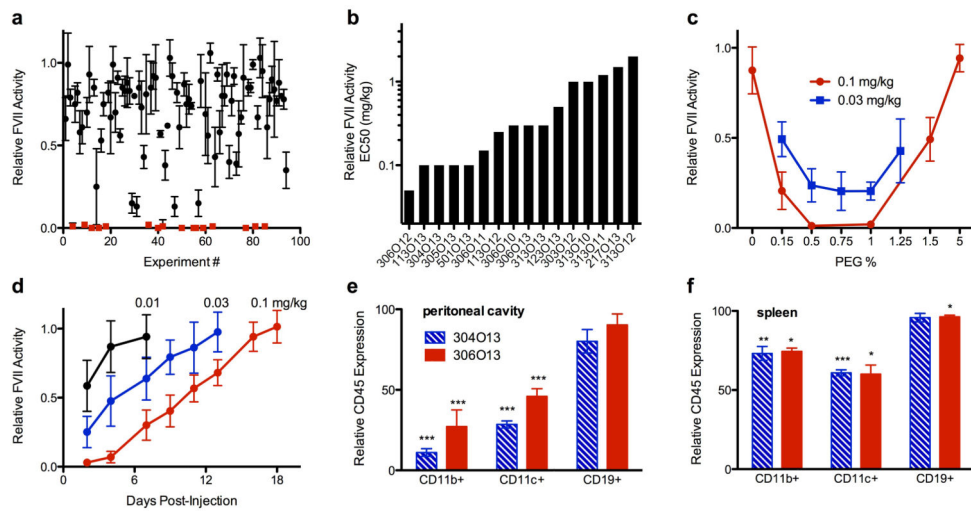 a
Relative FVII Activity
1.0
0.5
0.0
0
20
40
60
80
100
Experiment #
b
Relative FVII Activity
EC50 (mg/kg)
1
0.1
306O12
113O13
304O13
305O13
501O13
306O11
113O12
306O10
306O13
313O13
123O13
303O12
313O10
313O11
217O13
313O12
c
Relative FVII Activity
1.0
0.5
0.0
0.1 mg/kg
0.03 mg/kg
0
0.15
0.5
0.75
1
1.25
1.5
5
PEG %
d
Relative FVII Activity
1.0
0.5
0.0
0.01
0.03
0.1 mg/kg
2
6
9
13
18
Days Post-Injection
e
Relative CD45 Expression
100
50
0
peritoneal cavity
304O13
306O13
***
***
***
***
CD11b+
CD11c+
CD19+
f
Relative CD45 Expression
100
50
0
spleen
**
*
***
*
*
CD11b+
CD11c+
CD19+